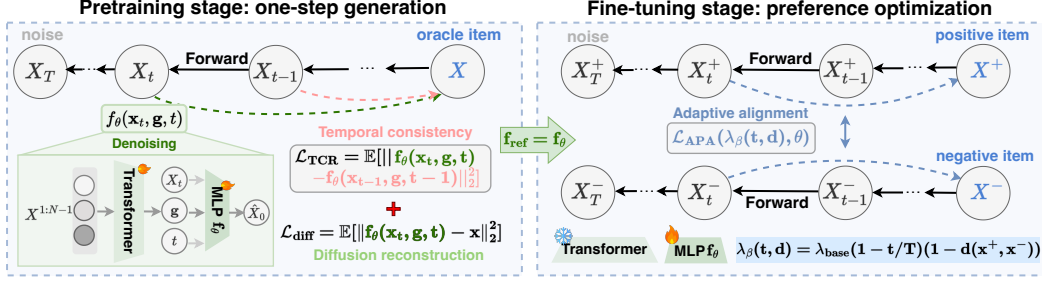 Pretraining stage: one-step generation
noise
oracle item
X_T
X_t
Forward
X_{t-1}
...
X
f_θ(x_t, g, t)
Denoising
X^{1:N-1}
Transformer
X_t
g
t
MLP f_θ
X̂_0
Temporal consistency
L_TCR = E[||f_θ(x_t, g, t)
-f_θ(x_{t-1}, g, t-1)||_2^2]
+
L_diff = E[||f_θ(x_t, g, t) - x||_2^2]
Diffusion reconstruction
f_ref = f_θ
Fine-tuning stage: preference optimization
noise
positive item
X_T^+
X_t^+
Forward
X_{t-1}^+
...
X^+
Adaptive alignment
L_APA(λ_β(t, d), θ)
negative item
X_T^-
X_t^-
Forward
X_{t-1}^-
...
X^-
Transformer
MLP f_θ
λ_β(t, d) = λ_base(1 - t/T)(1 - d(x^+, x^-))